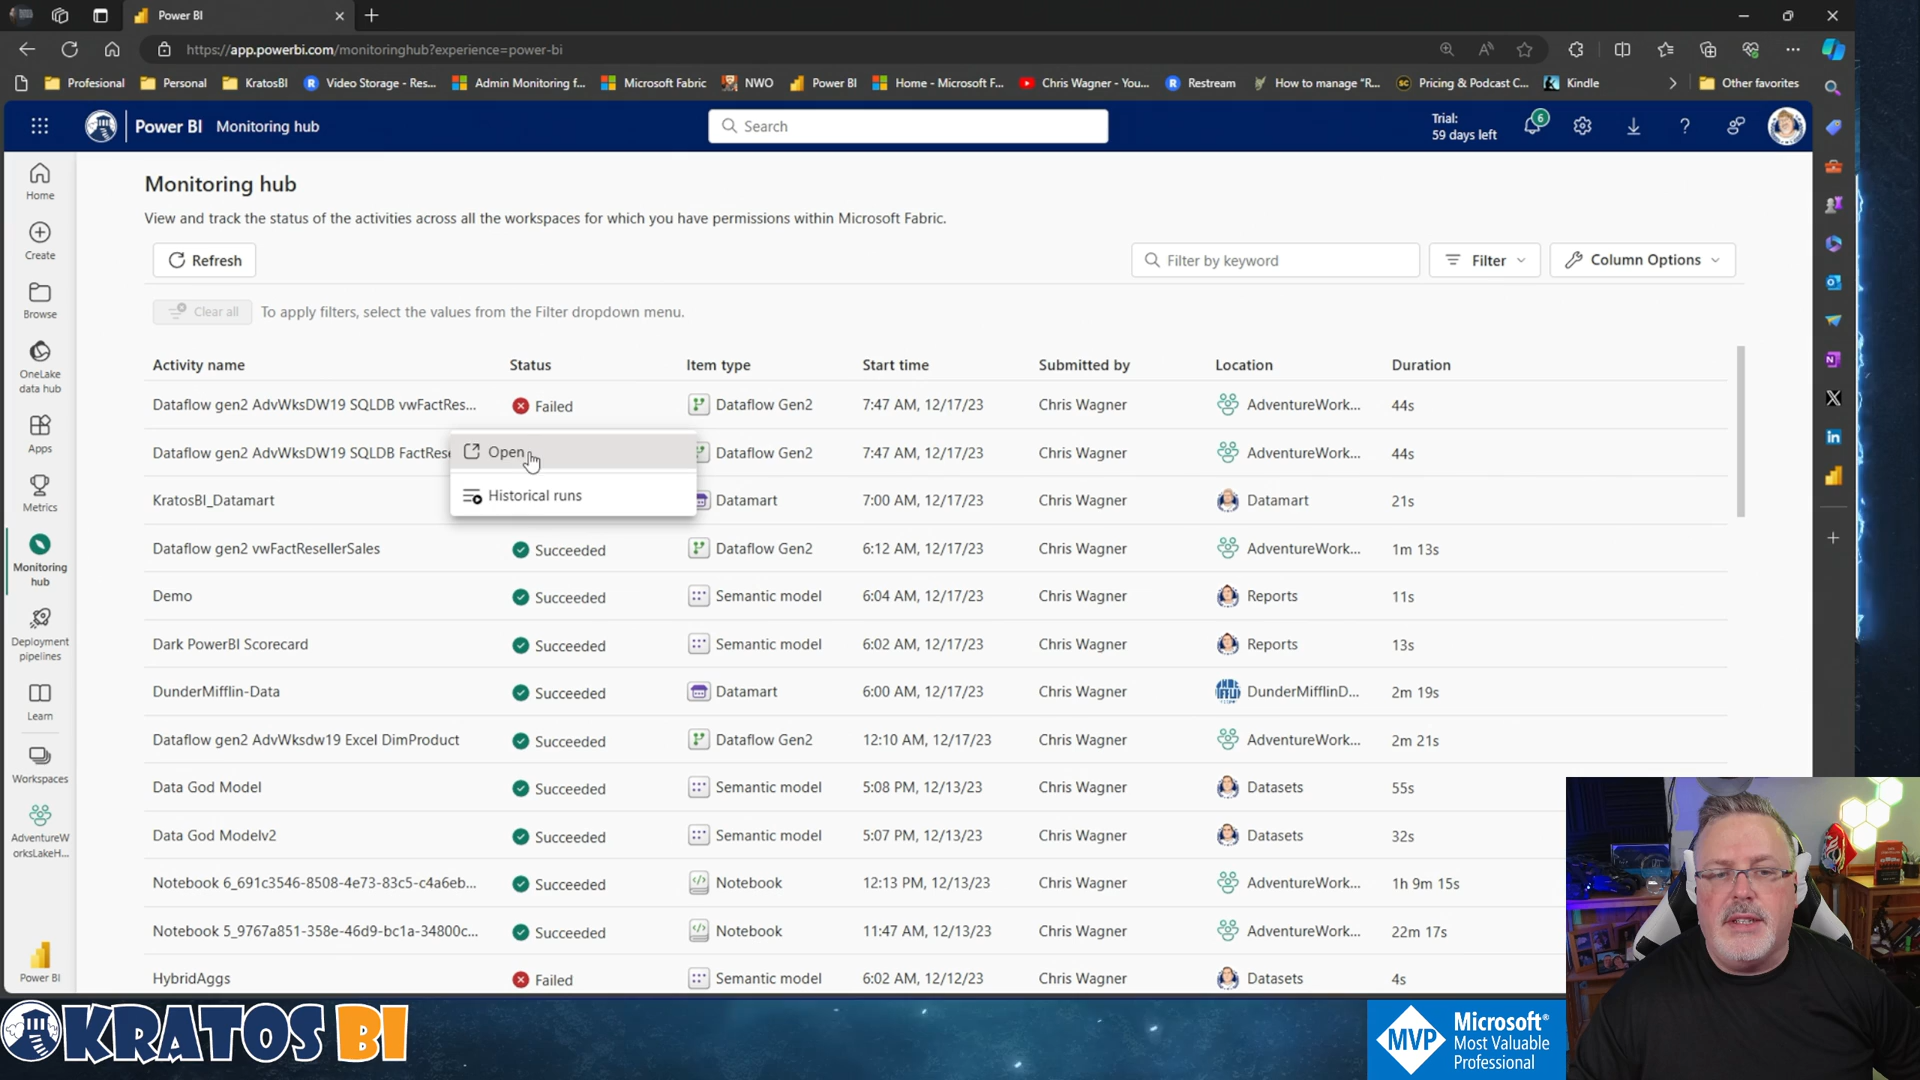 Power BI
https://app.powerbi.com/monitoringhub?experience=power-bi
Profesional
Personal
KratosBI
Video Storage - Res...
Admin Monitoring f...
Microsoft Fabric
NWO
Power BI
Home - Microsoft F...
Chris Wagner - You...
Restream
How to manage "R...
Pricing & Podcast C...
Kindle
Other favorites
Power BI Monitoring hub
Search
Trial:
59 days left
6
Home
Create
Browse
OneLake
data hub
Apps
Metrics
Monitoring
hub
Deployment
pipelines
Learn
Workspaces
AdventureW
orksLakeH...
Power BI
Monitoring hub
View and track the status of the activities across all the workspaces for which you have permissions within Microsoft Fabric.
Refresh
Filter by keyword
Filter
Column Options
Clear all
To apply filters, select the values from the Filter dropdown menu.
Activity name Status Item type Start time Submitted by Location Duration
Dataflow gen2 AdvWksDW19 SQLDB vwFactRes... Failed Dataflow Gen2 7:47 AM, 12/17/23 Chris Wagner AdventureWork... 44s
Dataflow gen2 AdvWksDW19 SQLDB FactRese Dataflow Gen2 7:47 AM, 12/17/23 Chris Wagner AdventureWork... 44s
Open
Historical runs
KratosBI_Datamart Datamart 7:00 AM, 12/17/23 Chris Wagner Datamart 21s
Dataflow gen2 vwFactResellerSales Succeeded Dataflow Gen2 6:12 AM, 12/17/23 Chris Wagner AdventureWork... 1m 13s
Demo Succeeded Semantic model 6:04 AM, 12/17/23 Chris Wagner Reports 11s
Dark PowerBI Scorecard Succeeded Semantic model 6:02 AM, 12/17/23 Chris Wagner Reports 13s
DunderMifflin-Data Succeeded Datamart 6:00 AM, 12/17/23 Chris Wagner DunderMifflinD... 2m 19s
Dataflow gen2 AdvWksdw19 Excel DimProduct Succeeded Dataflow Gen2 12:10 AM, 12/17/23 Chris Wagner AdventureWork... 2m 21s
Data God Model Succeeded Semantic model 5:08 PM, 12/13/23 Chris Wagner Datasets 55s
Data God Modelv2 Succeeded Semantic model 5:07 PM, 12/13/23 Chris Wagner Datasets 32s
Notebook 6_691c3546-8508-4e73-83c5-c4a6eb... Succeeded Notebook 12:13 PM, 12/13/23 Chris Wagner AdventureWork... 1h 9m 15s
Notebook 5_9767a851-358e-46d9-bc1a-34800c... Succeeded Notebook 11:47 AM, 12/13/23 Chris Wagner AdventureWork... 22m 17s
HybridAggs Failed Semantic model 6:02 AM, 12/12/23 Chris Wagner Datasets 4s
KRATOS BI
MVP
Microsoft®
Most Valuable
Professional